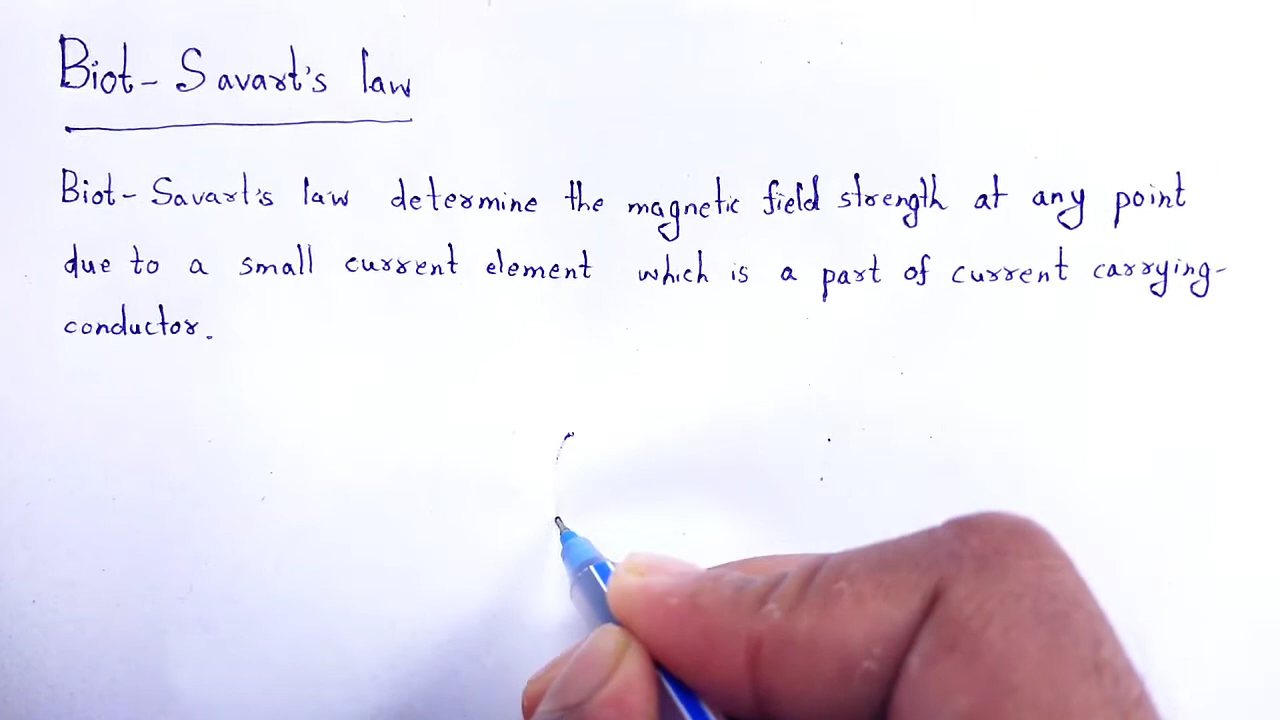 Biot-Savart's law
Biot-Savart's law determine the magnetic field strength at any point
due to a small current element which is a part of current carrying-
conductor.